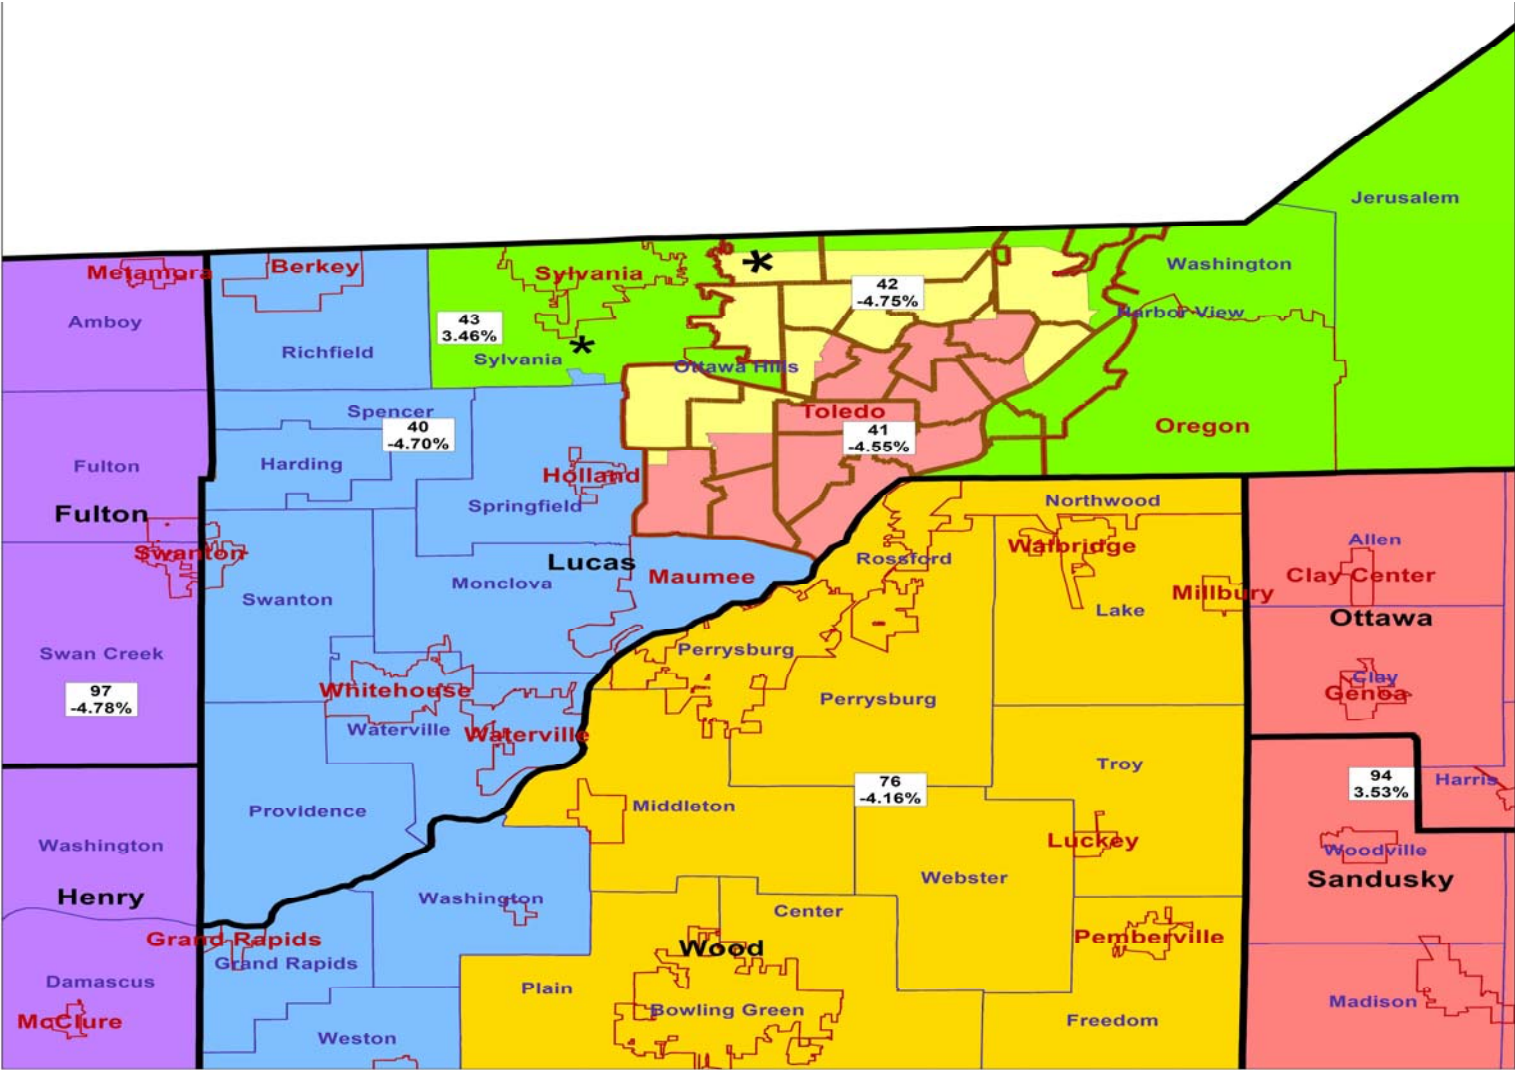 Jerusalem
Washington
Metamora
Berkey
Sylvania
*
42
-4.75%
Amboy
43
3.46%
Harbor View
Richfield
Sylvania
*
Ottawa Hills
Spencer
Toledo
40
-4.70%
41
-4.55%
Oregon
Fulton
Harding
Holland
Springfield
Northwood
Fulton
Swanton
Lucas
Rossford
Walbridge
Allen
Monclova
Maumee
Clay Center
Swanton
Millbury
Lake
Ottawa
Swan Creek
Perrysburg
97
-4.78%
Whitehouse
Perrysburg
Clay
Genoa
Waterville
Waterville
Troy
76
-4.16%
94
3.53%
Harris
Providence
Middleton
Washington
Luckey
Woodville
Henry
Washington
Webster
Sandusky
Center
Grand Rapids
Wood
Pemberville
Grand Rapids
Damascus
Plain
Madison
McClure
Bowling Green
Freedom
Weston